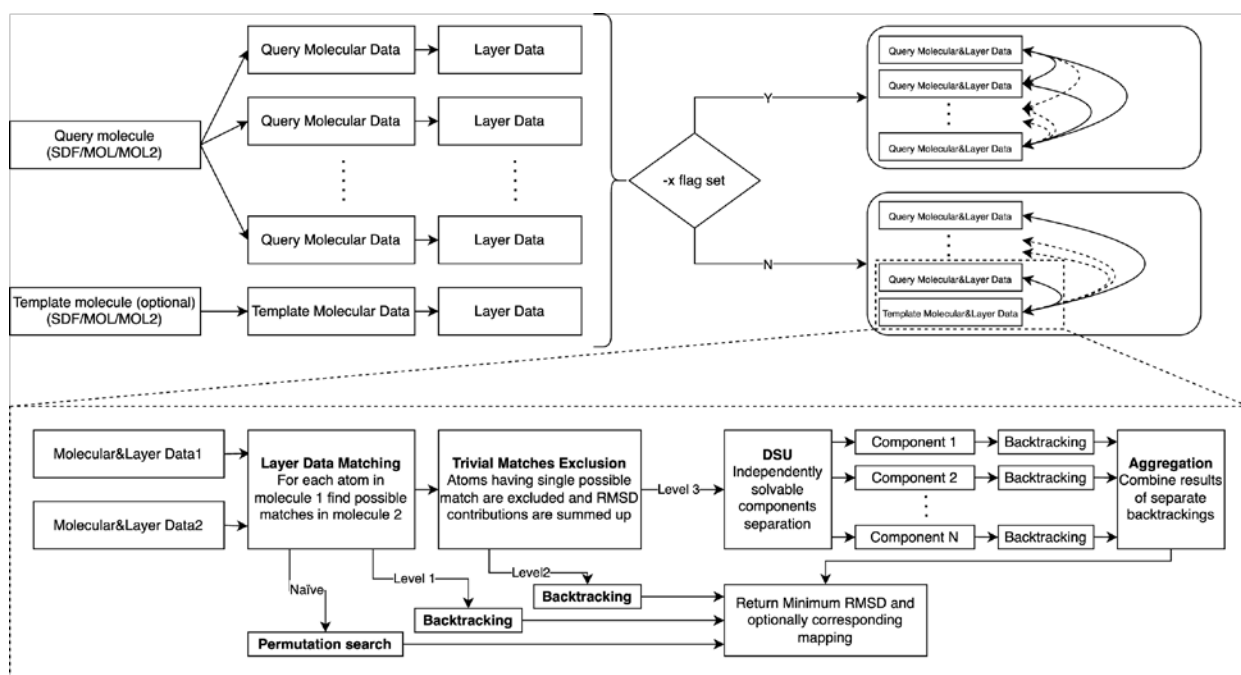 Query molecule
(SDF/MOL/MOL2)
Query Molecular Data
Layer Data
Query Molecular Data
Layer Data
Query Molecular Data
Layer Data
Template molecule (optional)
(SDF/MOL/MOL2)
Template Molecular Data
Layer Data
-x flag set
Y
N
Query Molecular&Layer Data
Query Molecular&Layer Data
Query Molecular&Layer Data
Query Molecular&Layer Data
Query Molecular&Layer Data
Template Molecular&Layer Data
Molecular&Layer Data1
Molecular&Layer Data2
Layer Data Matching
For each atom in
molecule 1 find possible
matches in molecule 2
Trivial Matches Exclusion
Atoms having single possible
match are excluded and RMSD
contributions are summed up
Level 3
DSU
Independently
solvable
components
separation
Component 1
Backtracking
Component 2
Backtracking
Component N
Backtracking
Aggregation
Combine results
of separate
backtrackings
Naïve
Level 1
Level2
Backtracking
Backtracking
Permutation search
Return Minimum RMSD and
optionally corresponding
mapping